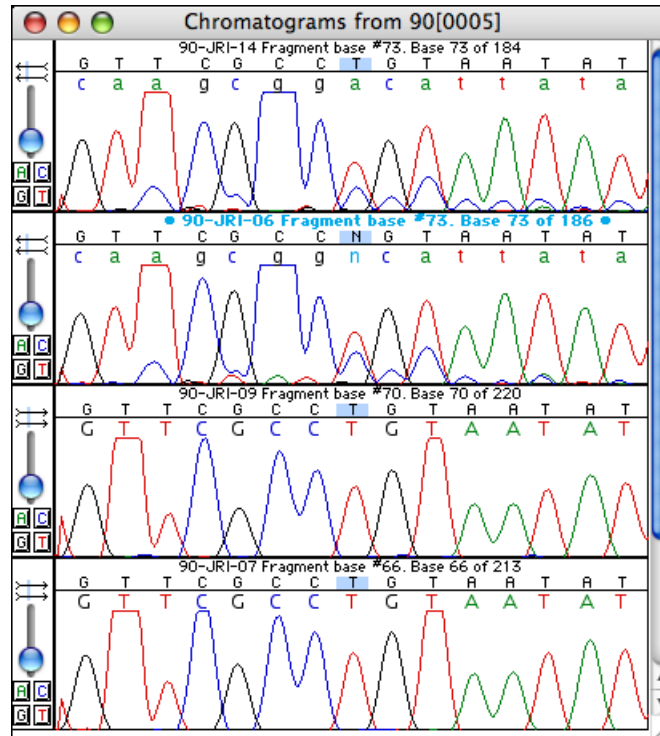 Chromatograms from 90[0005]
90-JRI-14 Fragment base #73. Base 73 of 184
G T T C G C C T G T A A T A T
c a a g c g g a c a t t a t a
A C
G T
90-JRI-06 Fragment base #73. Base 73 of 186
G T T C G C C N G T A A T A T
c a a g c g g n c a t t a t a
A C
G T
90-JRI-09 Fragment base #70. Base 70 of 220
G T T C G C C T G T A A T A T
G T T C G C C T G T A A T A T
A C
G T
90-JRI-07 Fragment base #66. Base 66 of 213
G T T C G C C T G T A A T A T
G T T C G C C T G T A A T A T
A C
G T